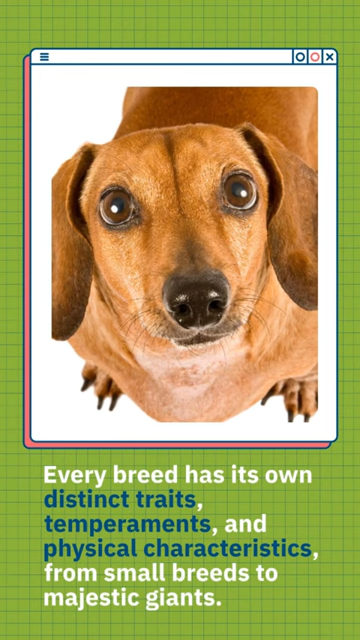 Every breed has its own
distinct traits,
temperaments, and
physical characteristics,
from small breeds to
majestic giants.